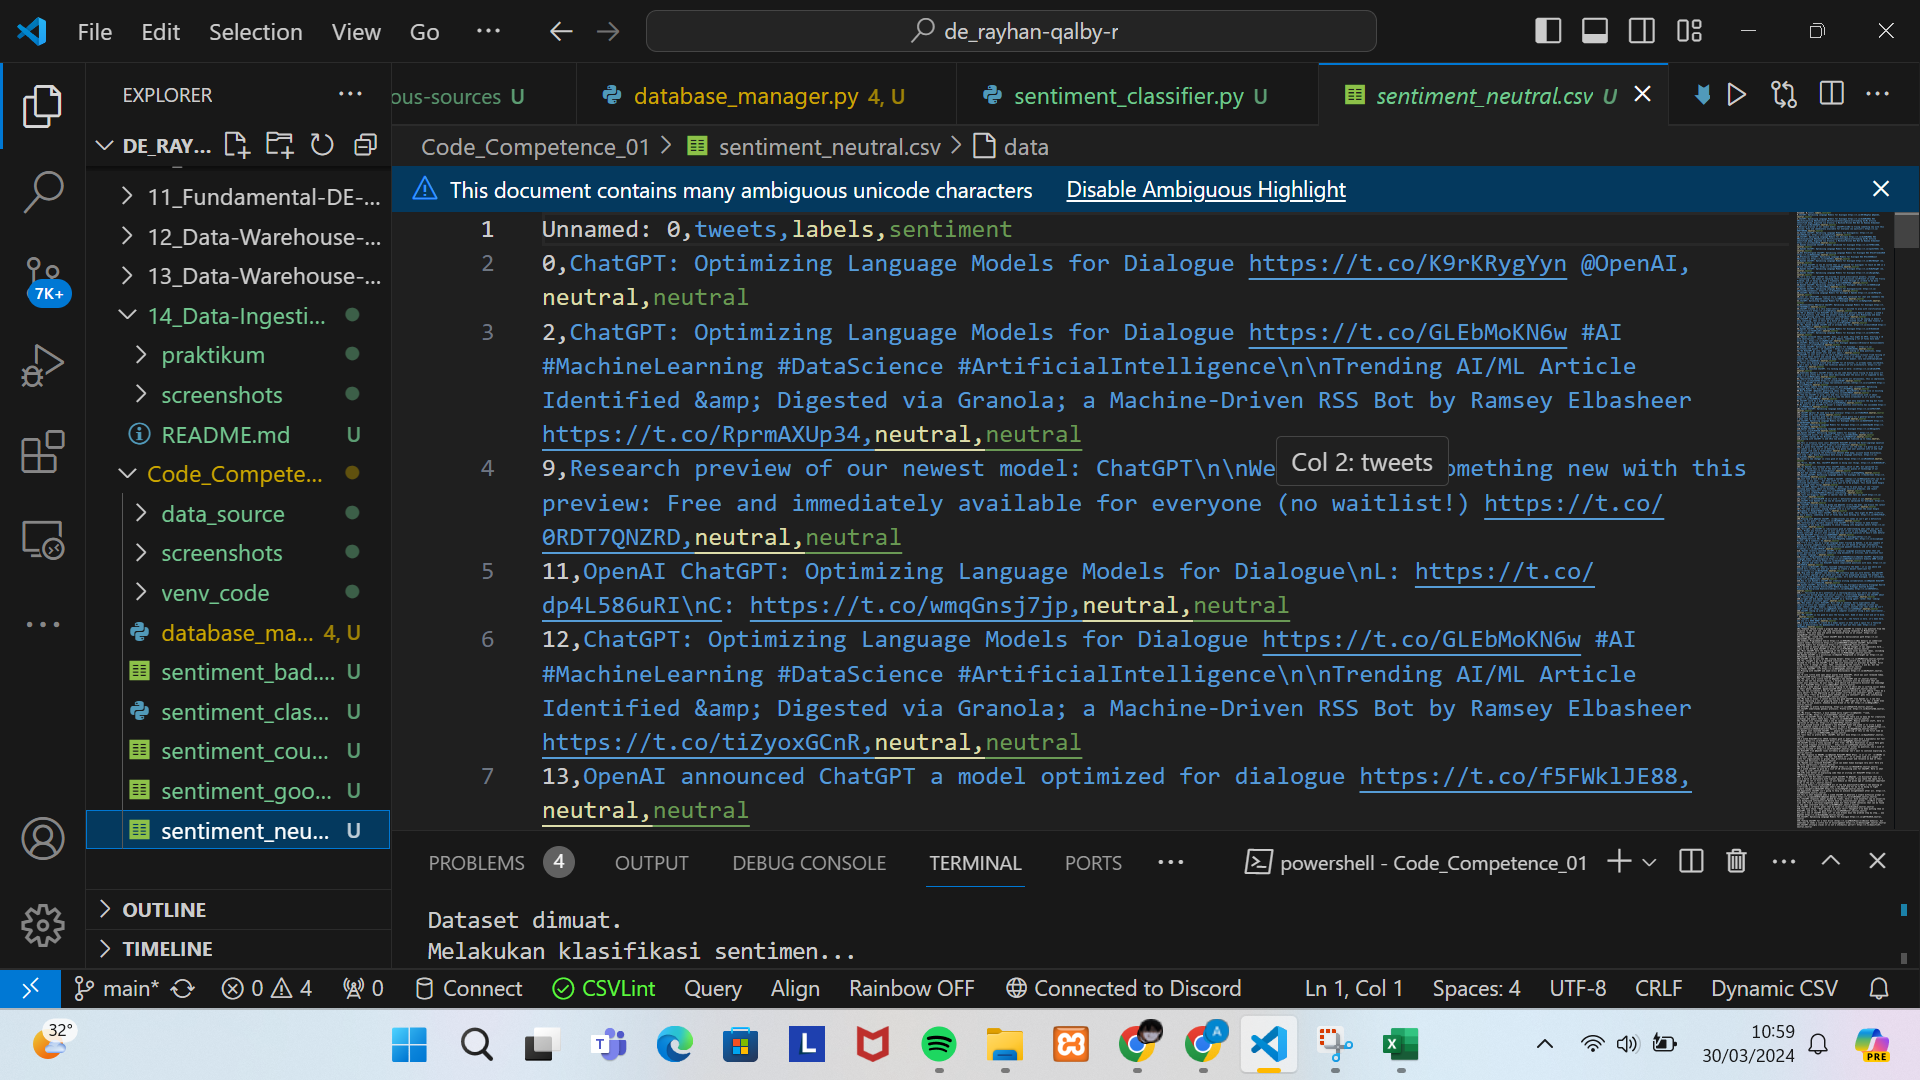 File Edit Selection View Go ···
de_rayhan-qalby-r
EXPLORER ···
DE_RAY...
11_Fundamental-DE-...
12_Data-Warehouse-...
13_Data-Warehouse-...
14_Data-Ingesti...
praktikum
screenshots
README.md U
Code_Compete...
data_source
screenshots
venv_code
database_ma... 4, U
sentiment_bad.... U
sentiment_clas... U
sentiment_cou... U
sentiment_goo... U
sentiment_neu... U
OUTLINE
TIMELINE
7K+
ous-sources U
database_manager.py 4, U
sentiment_classifier.py U
sentiment_neutral.csv U
Code_Competence_01 > sentiment_neutral.csv > data
This document contains many ambiguous unicode characters Disable Ambiguous Highlight
1 Unnamed: 0,tweets,labels,sentiment
2 0,ChatGPT: Optimizing Language Models for Dialogue https://t.co/K9rKRygYyn @OpenAI,
neutral,neutral
3 2,ChatGPT: Optimizing Language Models for Dialogue https://t.co/GLEbMoKN6w #AI
#MachineLearning #DataScience #ArtificialIntelligence\n\nTrending AI/ML Article
Identified &amp; Digested via Granola; a Machine-Driven RSS Bot by Ramsey Elbasheer
https://t.co/RprmAXUp34,neutral,neutral
4 9,Research preview of our newest model: ChatGPT\n\nWe omething new with this
Col 2: tweets
preview: Free and immediately available for everyone (no waitlist!) https://t.co/
0RDT7QNZRD,neutral,neutral
5 11,OpenAI ChatGPT: Optimizing Language Models for Dialogue\nL: https://t.co/
dp4L586uRI\nC: https://t.co/wmqGnsj7jp,neutral,neutral
6 12,ChatGPT: Optimizing Language Models for Dialogue https://t.co/GLEbMoKN6w #AI
#MachineLearning #DataScience #ArtificialIntelligence\n\nTrending AI/ML Article
Identified &amp; Digested via Granola; a Machine-Driven RSS Bot by Ramsey Elbasheer
https://t.co/tiZyoxGCnR,neutral,neutral
7 13,OpenAI announced ChatGPT a model optimized for dialogue https://t.co/f5FWklJE88,
neutral,neutral
PROBLEMS 4 OUTPUT DEBUG CONSOLE TERMINAL PORTS ··· powershell - Code_Competence_01
Dataset dimuat.
Melakukan klasifikasi sentimen...
main* 0 4 0 Connect CSVLint Query Align Rainbow OFF Connected to Discord Ln 1, Col 1 Spaces: 4 UTF-8 CRLF Dynamic CSV
32°
10:59
30/03/2024
PRE